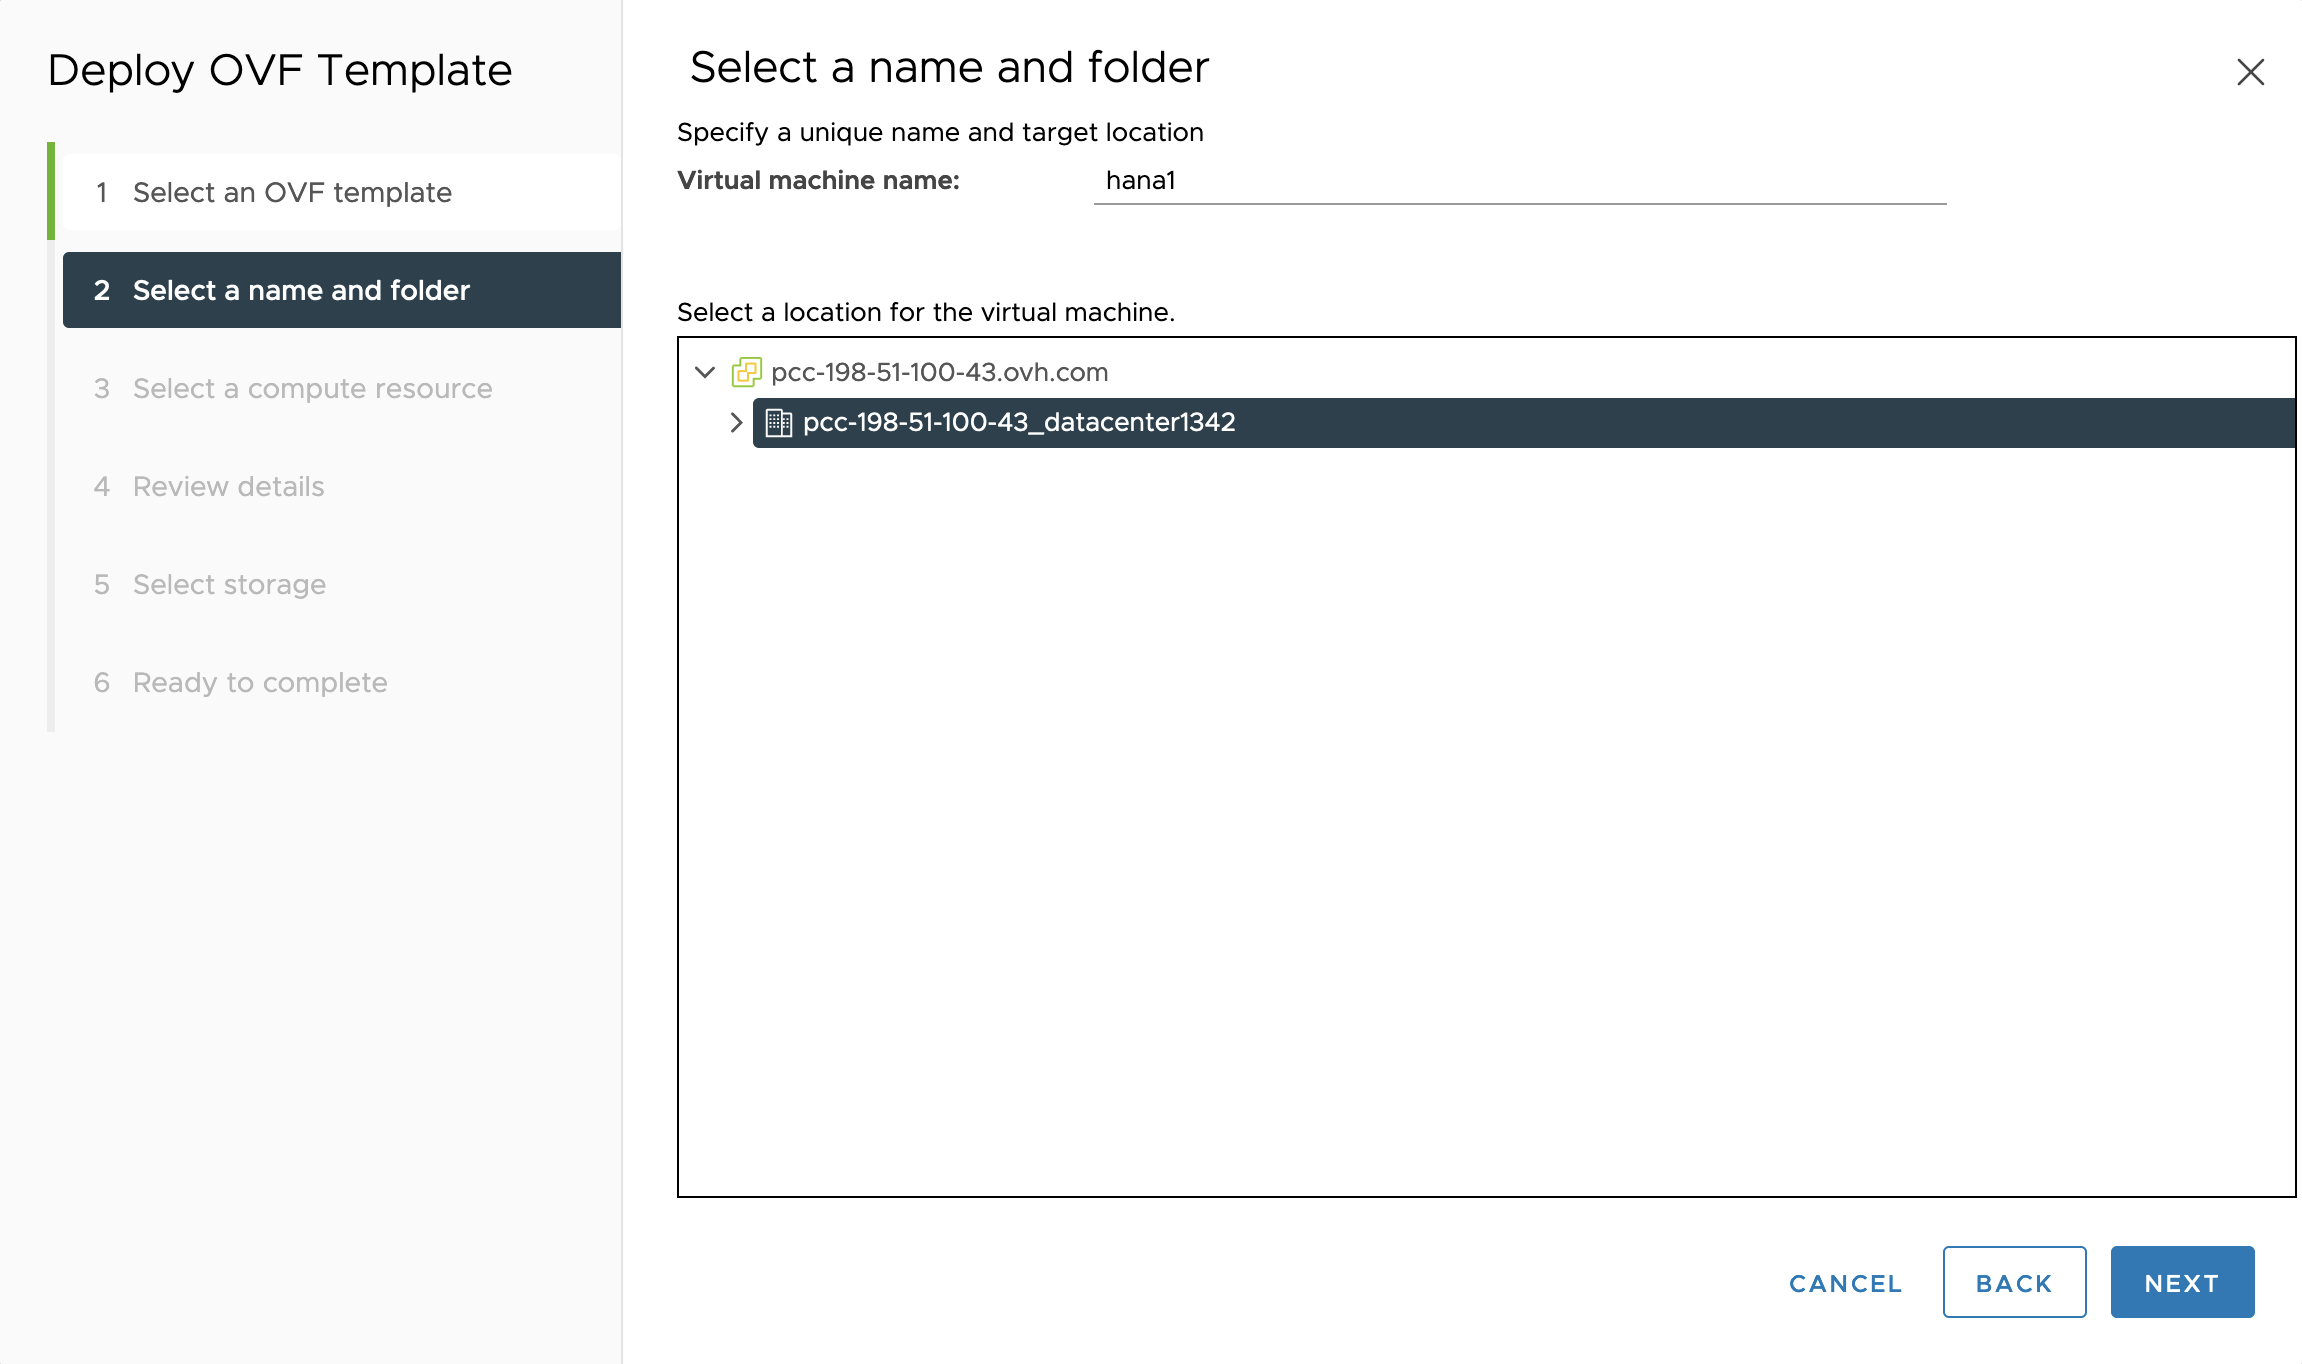 Deploy OVF Template
1 Select an OVF template
2 Select a name and folder
3 Select a compute resource
4 Review details
5 Select storage
6 Ready to complete
Select a name and folder
Specify a unique name and target location
Virtual machine name: hana1
Select a location for the virtual machine.
pcc-198-51-100-43.ovh.com
pcc-198-51-100-43_datacenter1342
CANCEL BACK NEXT